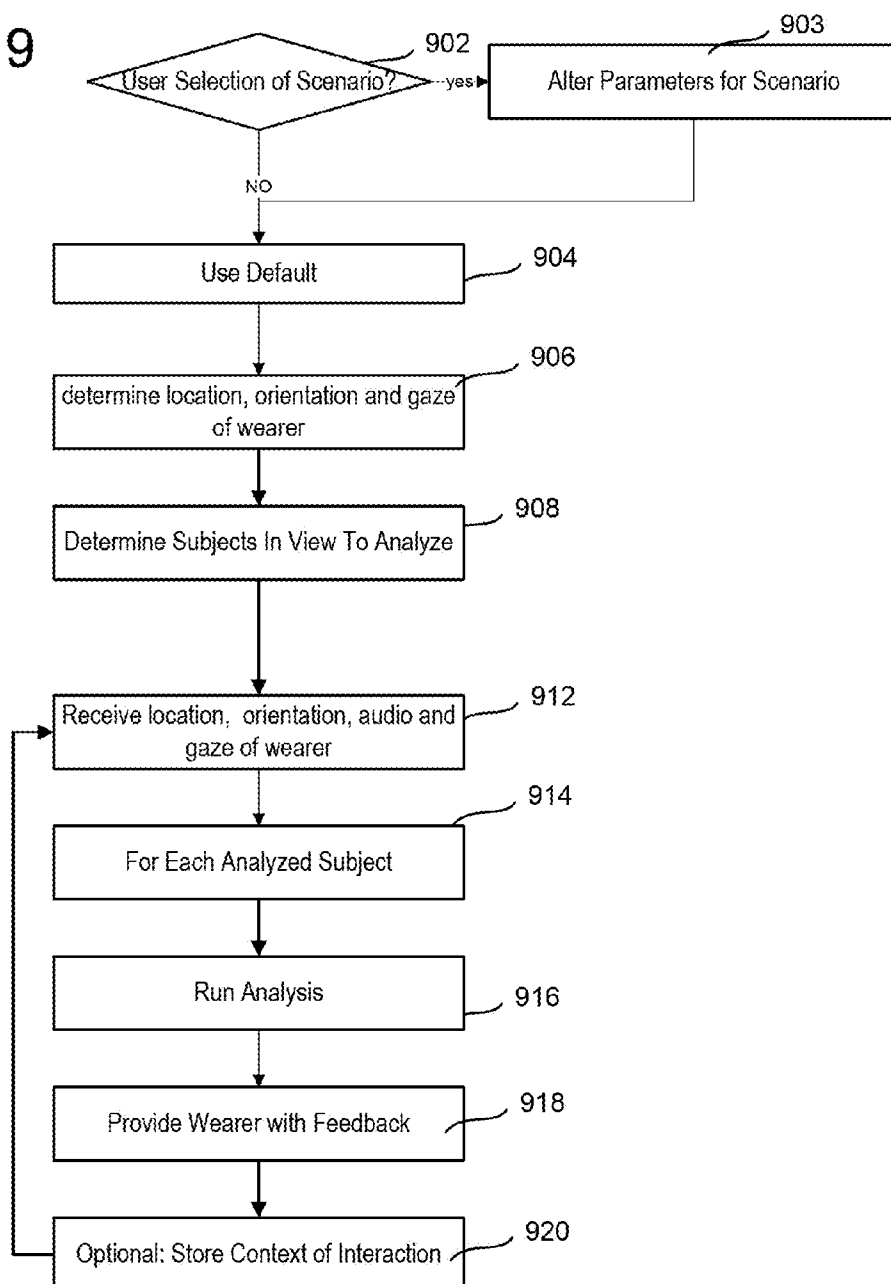 9
902
User Selection of Scenario?
yes
903
Alter Parameters for Scenario
NO
Use Default
904
906
determine location, orientation and gaze
of wearer
908
Determine Subjects In View To Analyze
Receive location, orientation, audio and
gaze of wearer
912
914
For Each Analyzed Subject
Run Analysis
916
Provide Wearer with Feedback
918
Optional: Store Context of Interaction
920